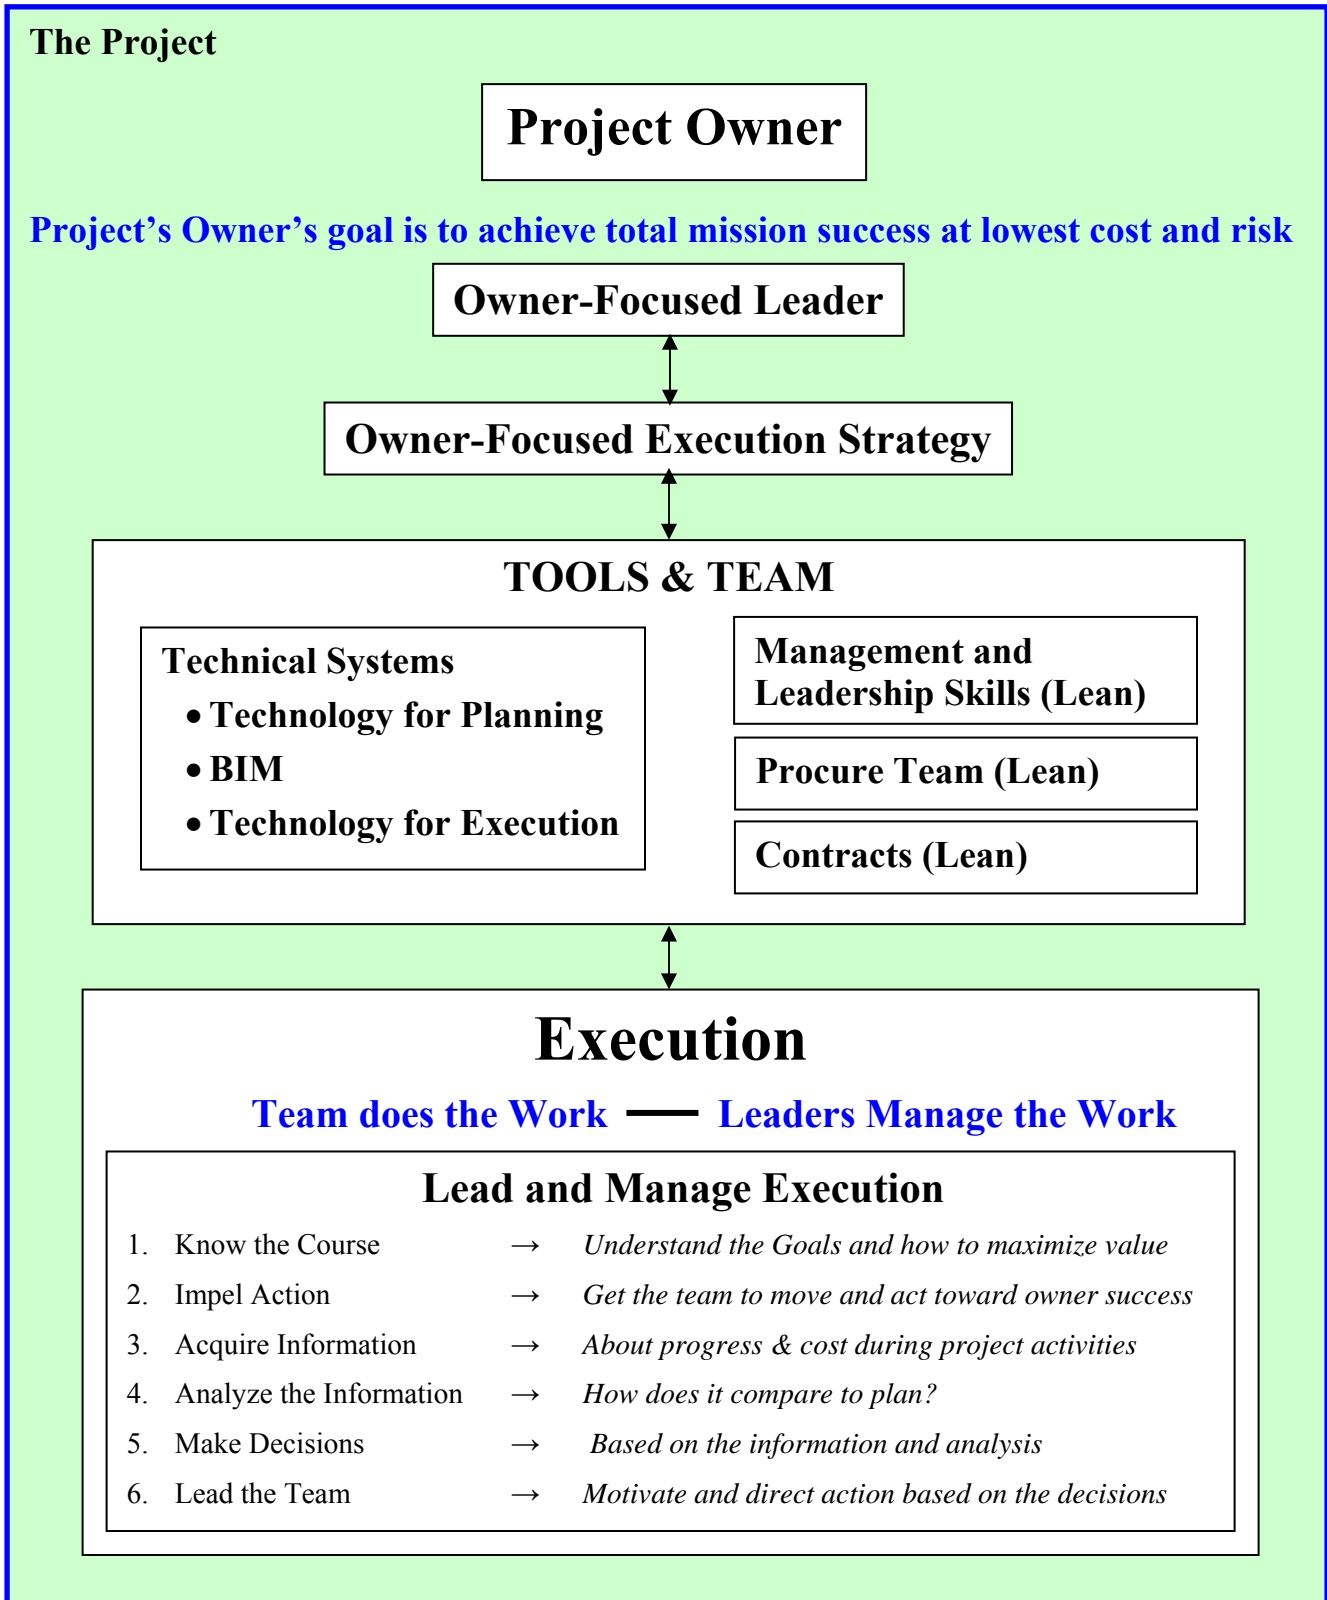 The Project
Project Owner
Project’s Owner’s goal is to achieve total mission success at lowest cost and risk
Owner-Focused Leader
Owner-Focused Execution Strategy
TOOLS & TEAM
Technical Systems
• Technology for Planning
• BIM
• Technology for Execution
Management and
Leadership Skills (Lean)
Procure Team (Lean)
Contracts (Lean)
Execution
Team does the Work — Leaders Manage the Work
Lead and Manage Execution
1. Know the Course → Understand the Goals and how to maximize value
2. Impel Action → Get the team to move and act toward owner success
3. Acquire Information → About progress & cost during project activities
4. Analyze the Information → How does it compare to plan?
5. Make Decisions → Based on the information and analysis
6. Lead the Team → Motivate and direct action based on the decisions